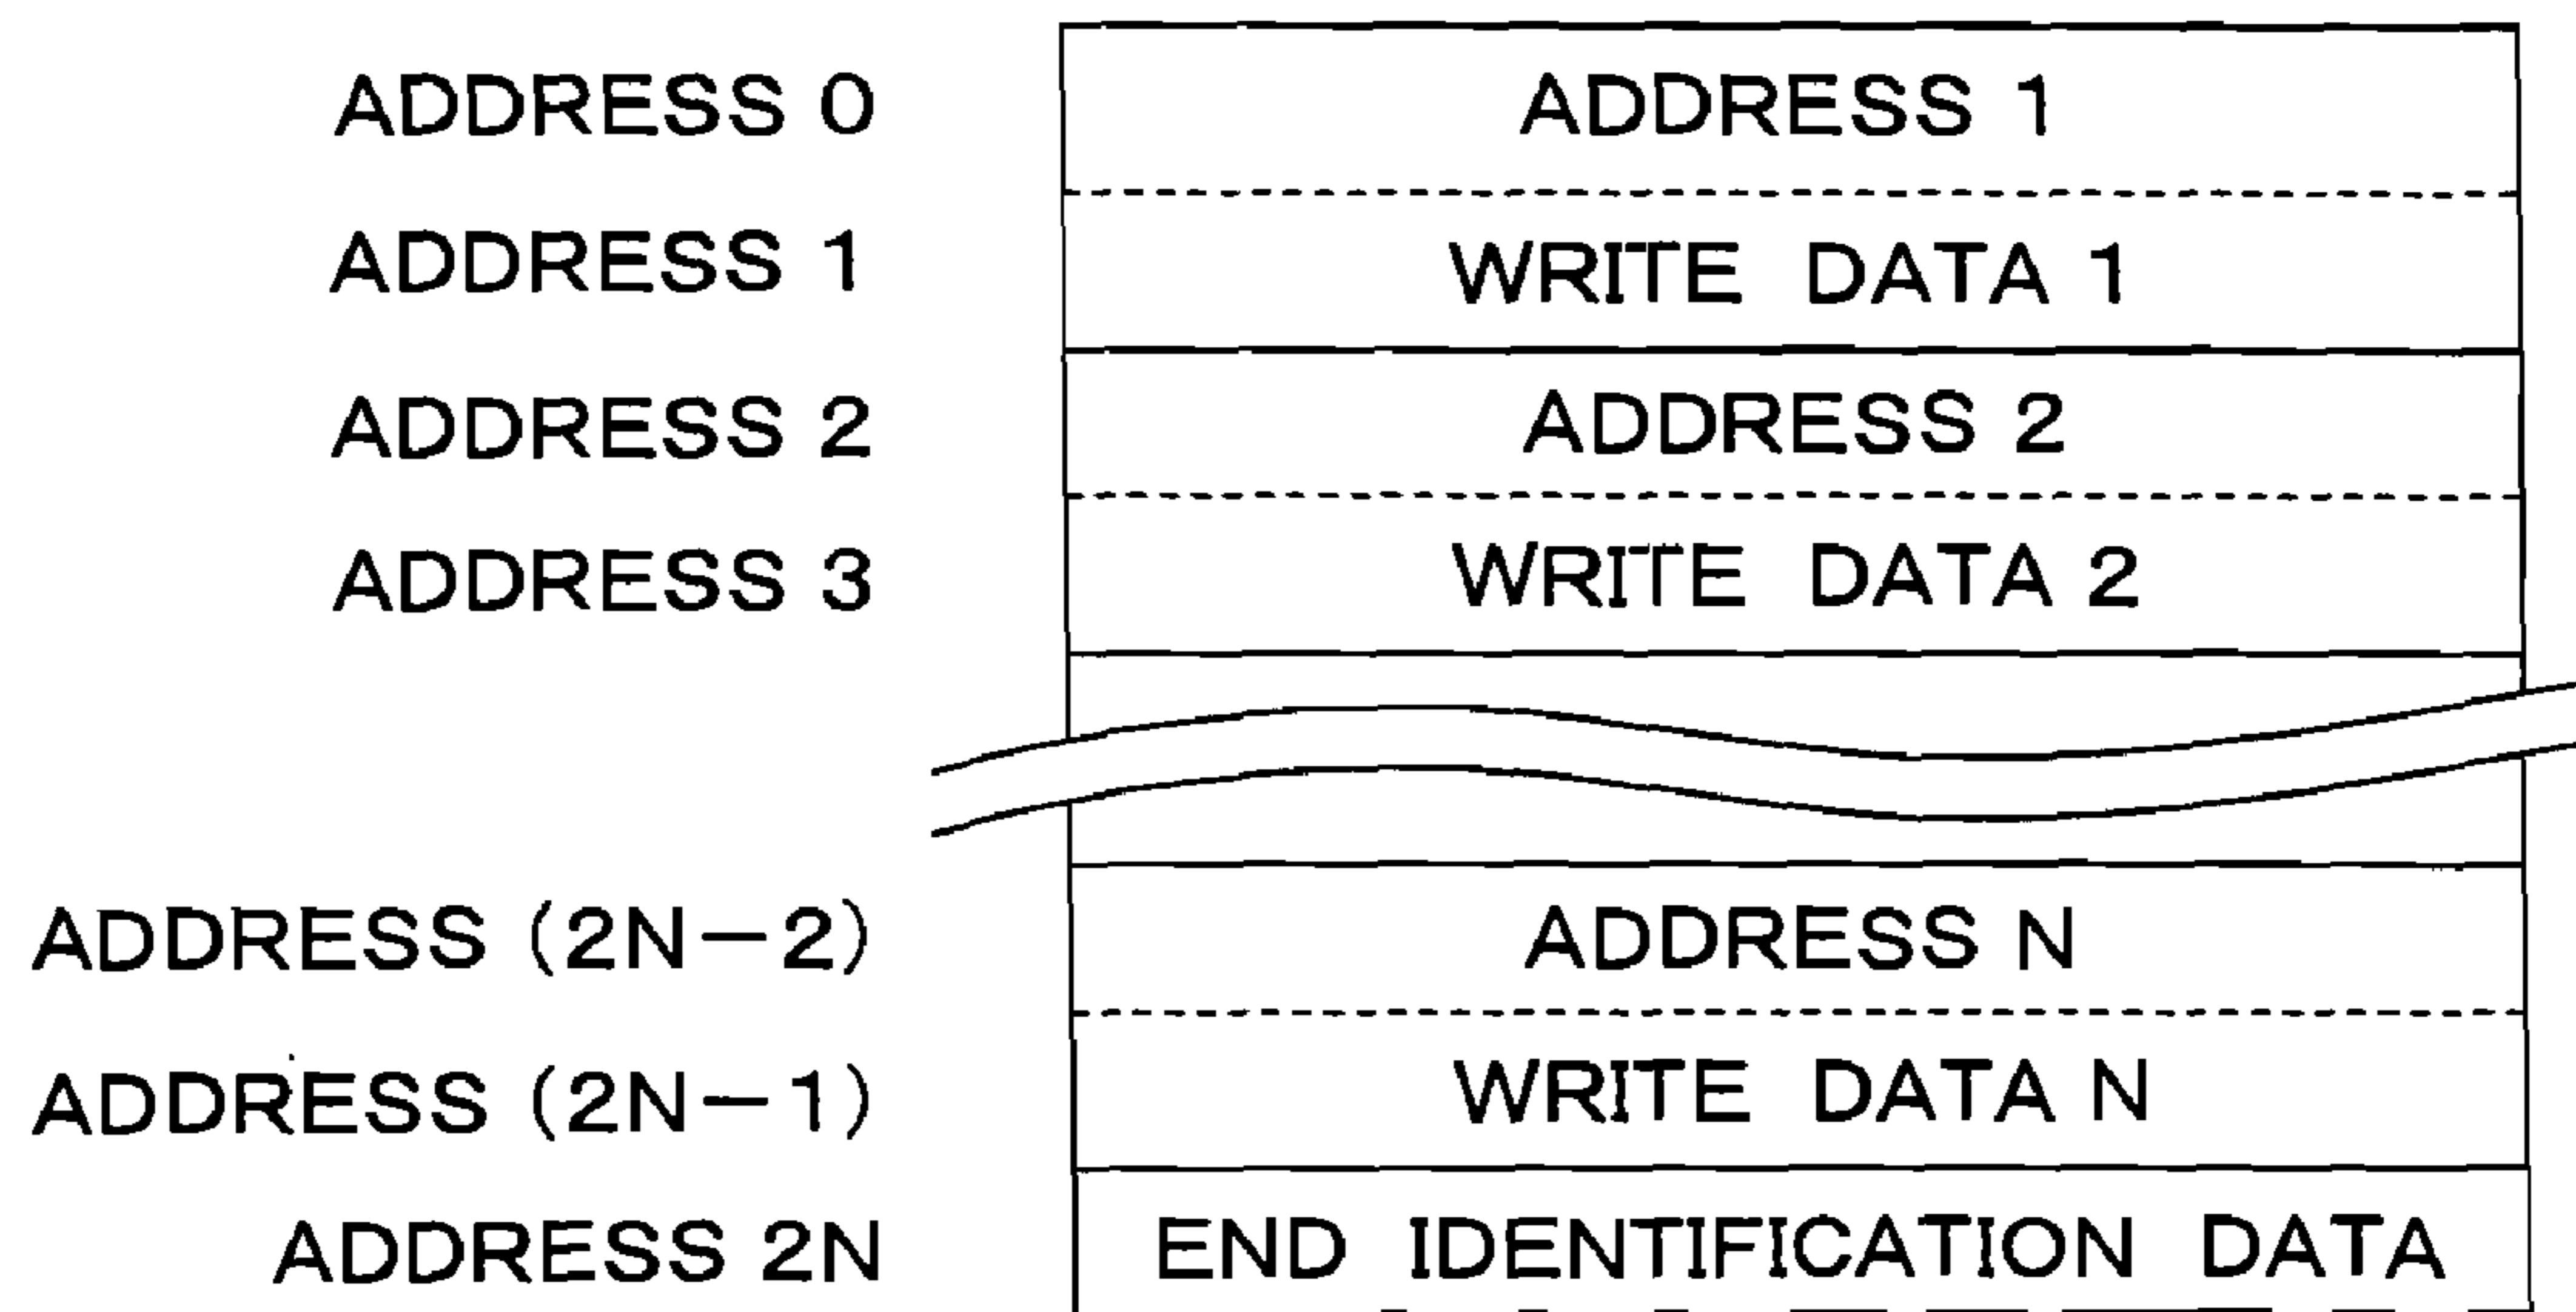 ADDRESS 0 ADDRESS 1
ADDRESS 1 WRITE DATA 1
ADDRESS 2 ADDRESS 2
ADDRESS 3 WRITE DATA 2
ADDRESS (2N-2) ADDRESS N
ADDRESS (2N-1) WRITE DATA N
ADDRESS 2N END IDENTIFICATION DATA